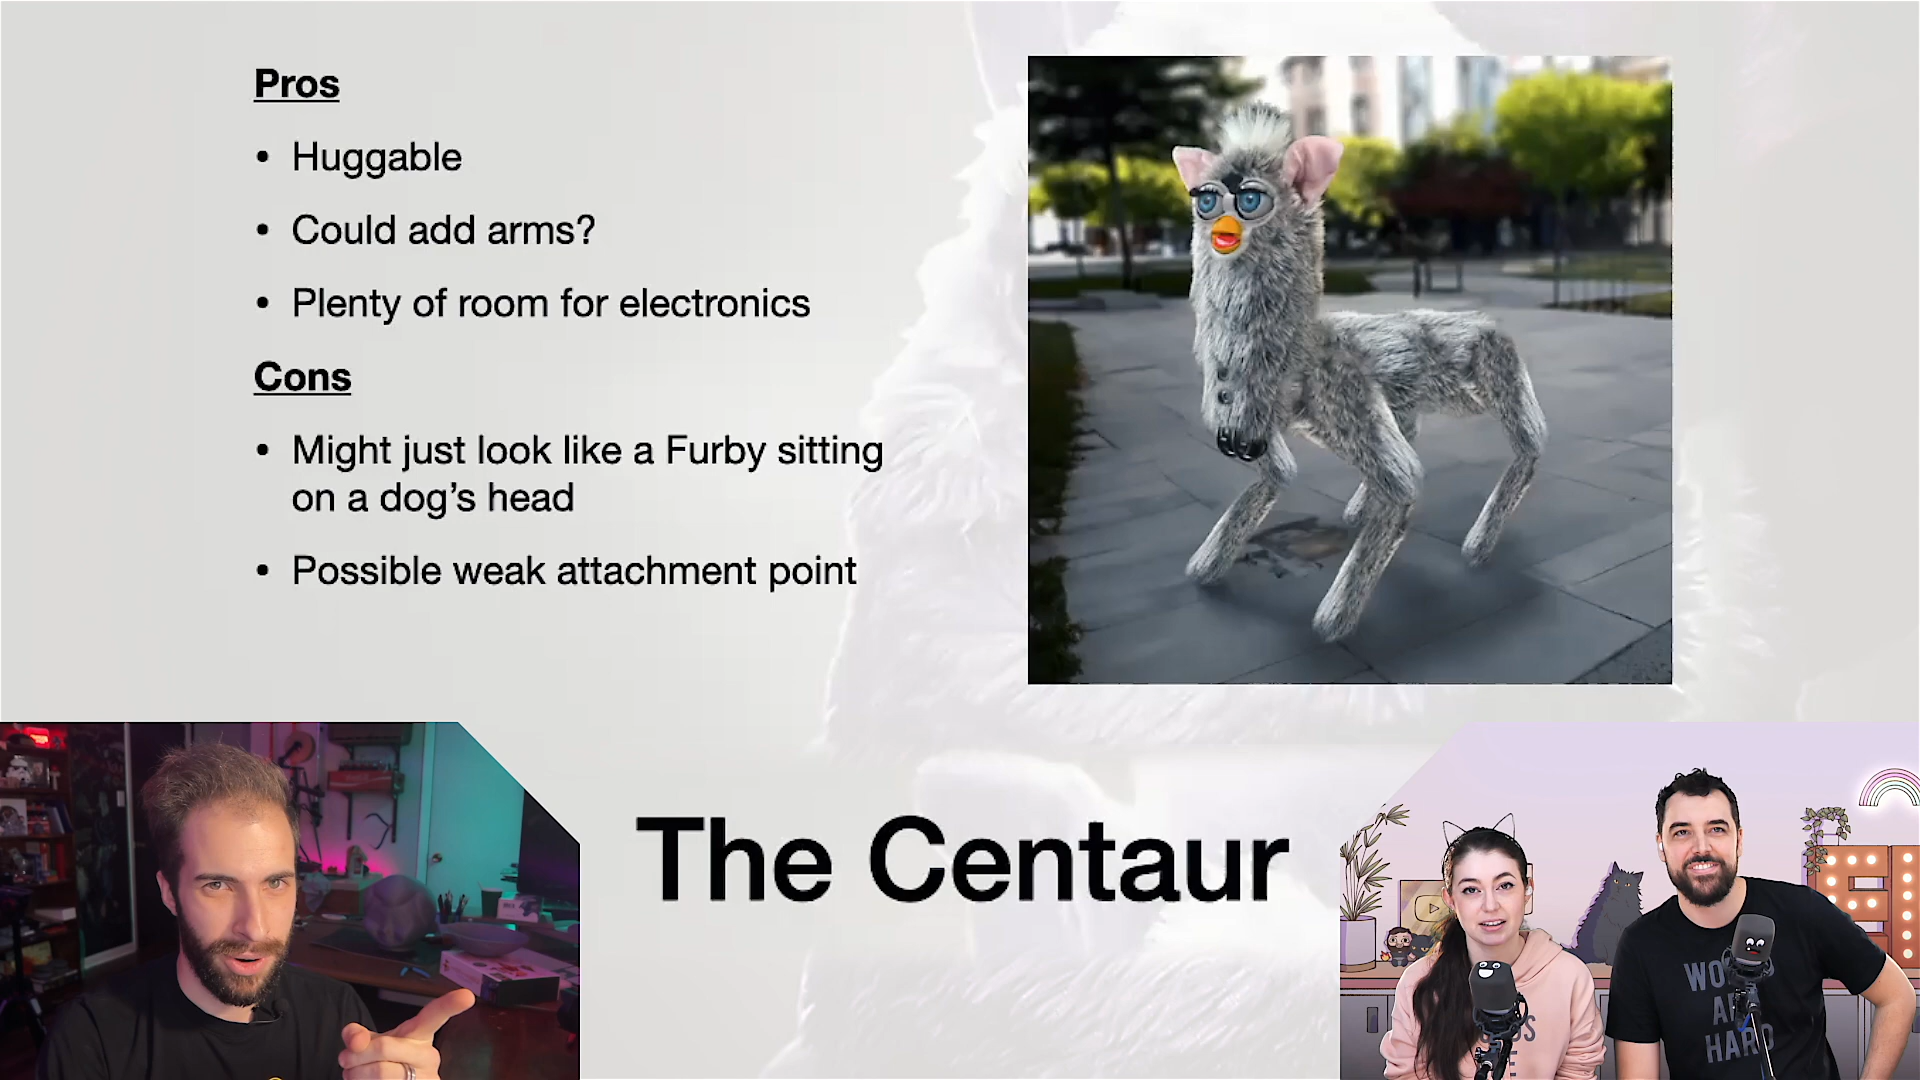 Pros
• Huggable
• Could add arms?
• Plenty of room for electronics
Cons
• Might just look like a Furby sitting
on a dog’s head
• Possible weak attachment point
The Centaur
HARD